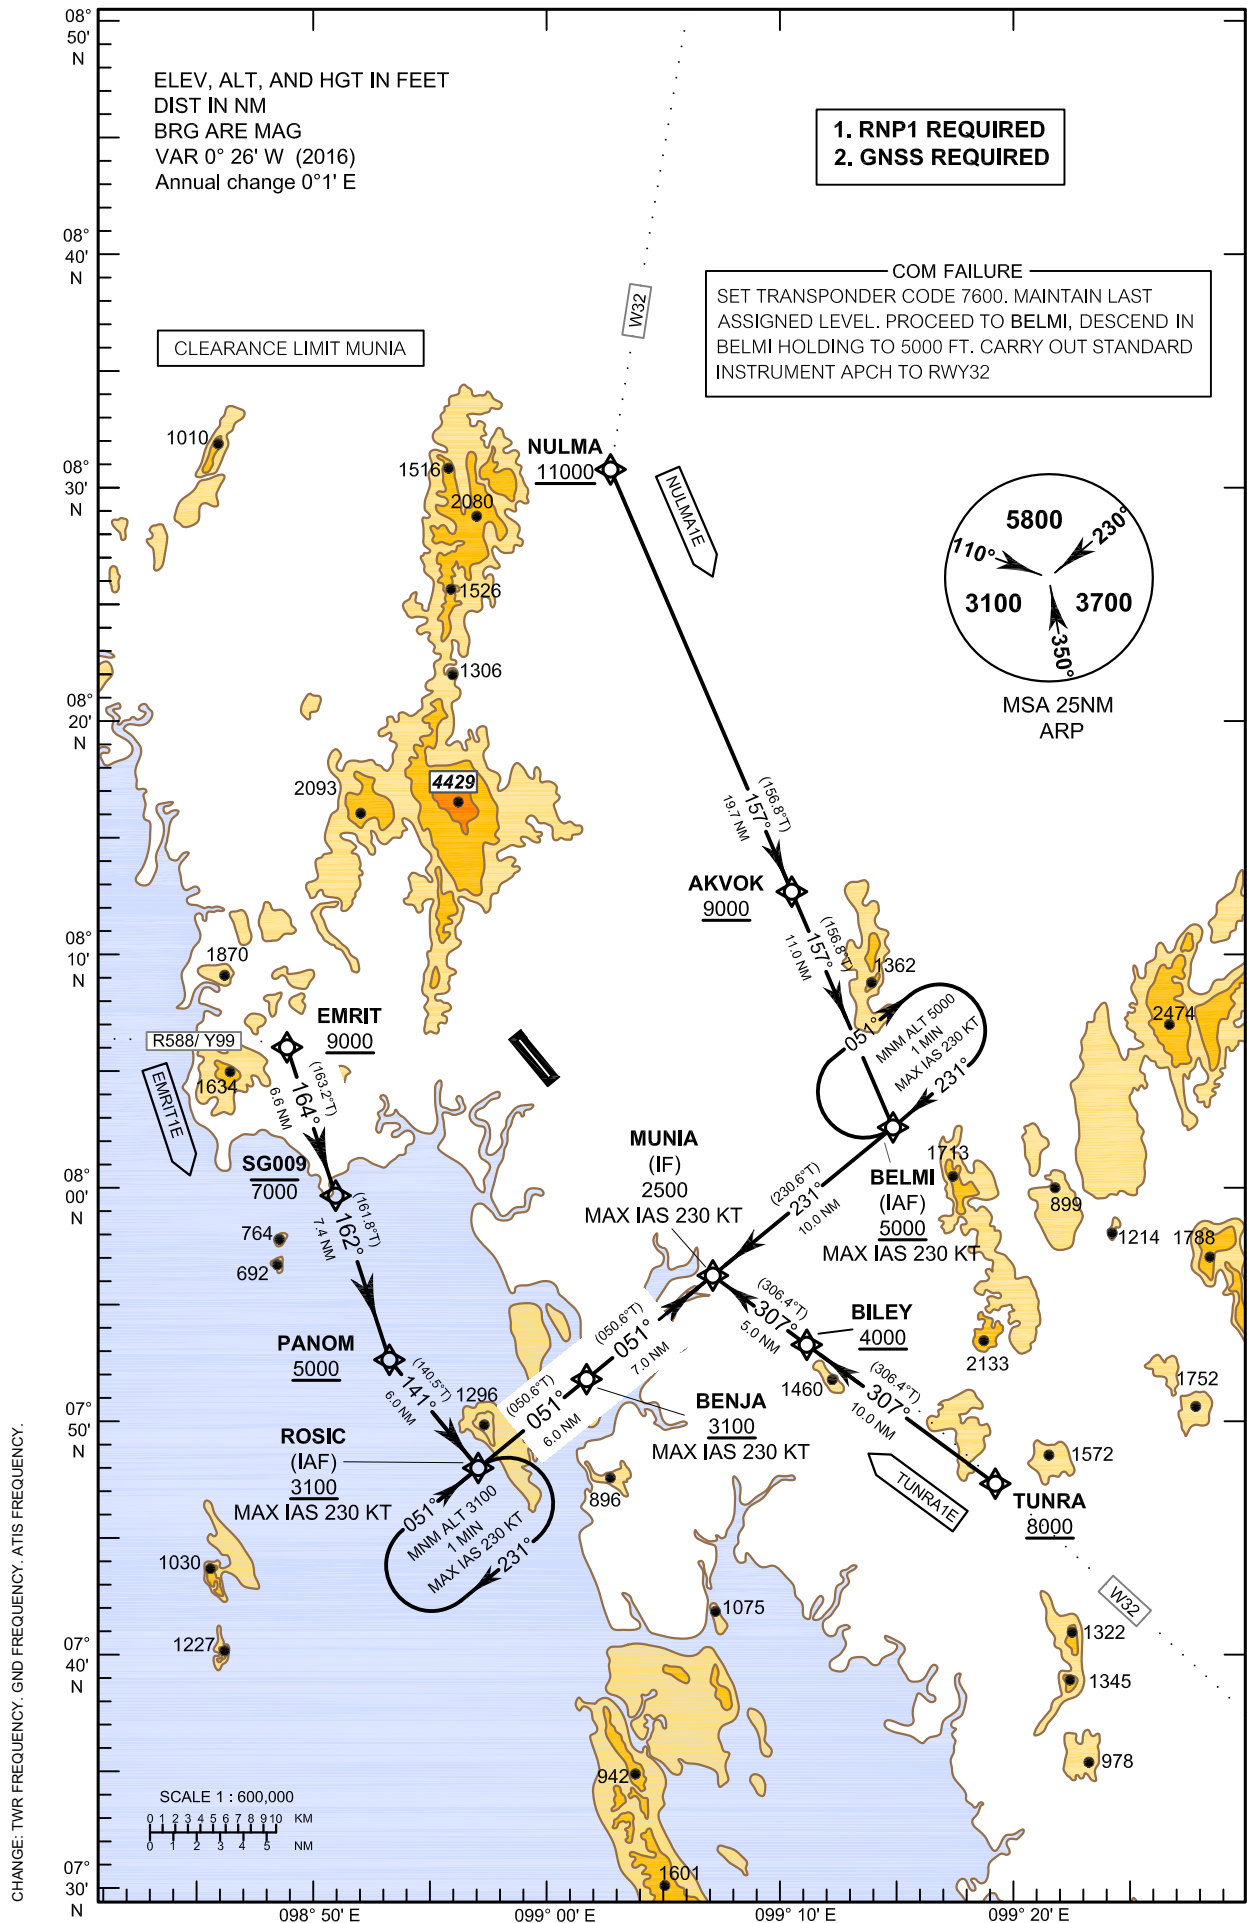 08°
50'
N
ELEV, ALT, AND HGT IN FEET
DIST IN NM
BRG ARE MAG
VAR 0° 26' W (2016)
Annual change 0°1' E
1. RNP1 REQUIRED
2. GNSS REQUIRED
08°
40'
N
W32
COM FAILURE
SET TRANSPONDER CODE 7600. MAINTAIN LAST
ASSIGNED LEVEL. PROCEED TO BELMI, DESCEND IN
BELMI HOLDING TO 5000 FT. CARRY OUT STANDARD
INSTRUMENT APCH TO RWY32
CLEARANCE LIMIT MUNIA
1010
1516
2080
1526
1306
NULMA
11000
NULMA1E
08°
30'
N
5800
110°
230°
3100
3700
350°
MSA 25NM
ARP
08°
20'
N
2093
4429
(156.8°T)
157°
19.7 NM
AKVOK
9000
(156.8°T)
157°
11.0 NM
1362
08°
10'
N
1870
EMRIT
9000
R588/ Y99
1634
EMRIT1E
(163.2°T)
164°
6.6 NM
051°
MNM ALT 5000
1 MIN
MAX IAS 230 KT
231°
2474
SG009
7000
08°
00'
N
764
692
(161.8°T)
162°
7.4 NM
MUNIA
(IF)
2500
MAX IAS 230 KT
(230.6°T)
231°
10.0 NM
BELMI
(IAF)
5000
MAX IAS 230 KT
1713
899
1214
1788
PANOM
5000
(140.5°T)
141°
6.0 NM
1296
(050.6°T)
051°
7.0 NM
(050.6°T)
051°
6.0 NM
(306.4°T)
307°
5.0 NM
BILEY
4000
2133
1460
(306.4°T)
307°
10.0 NM
1752
07°
50'
N
ROSIC
(IAF)
3100
MAX IAS 230 KT
BENJA
3100
MAX IAS 230 KT
896
1572
TUNRA1E
TUNRA
8000
051°
MNM ALT 3100
1 MIN
MAX IAS 230 KT
231°
1030
1227
1075
W32
1322
1345
978
07°
40'
N
942
1601
SCALE 1 : 600,000
0 1 2 3 4 5 6 7 8 9 10 KM
0 1 2 3 4 5 NM
07°
30'
N
098° 50' E
099° 00' E
099° 10' E
099° 20' E
CHANGE: TWR FREQUENCY. GND FREQUENCY. ATIS FREQUENCY.